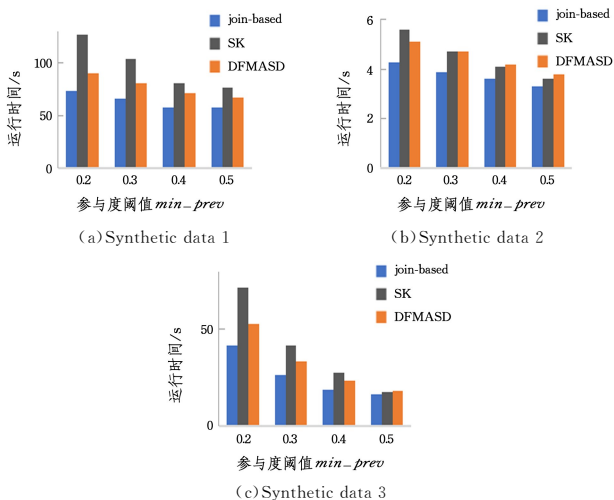 join-based
SK
DFMASD
运行时间/s
100
50
0
0.2 0.3 0.4 0.5
参与度阈值min_prev
(a)Synthetic data 1
join-based
SK
DFMASD
运行时间/s
6
4
2
0
0.2 0.3 0.4 0.5
参与度阈值min_prev
(b)Synthetic data 2
join-based
SK
DFMASD
运行时间/s
50
0
0.2 0.3 0.4 0.5
参与度阈值min_prev
(c)Synthetic data 3